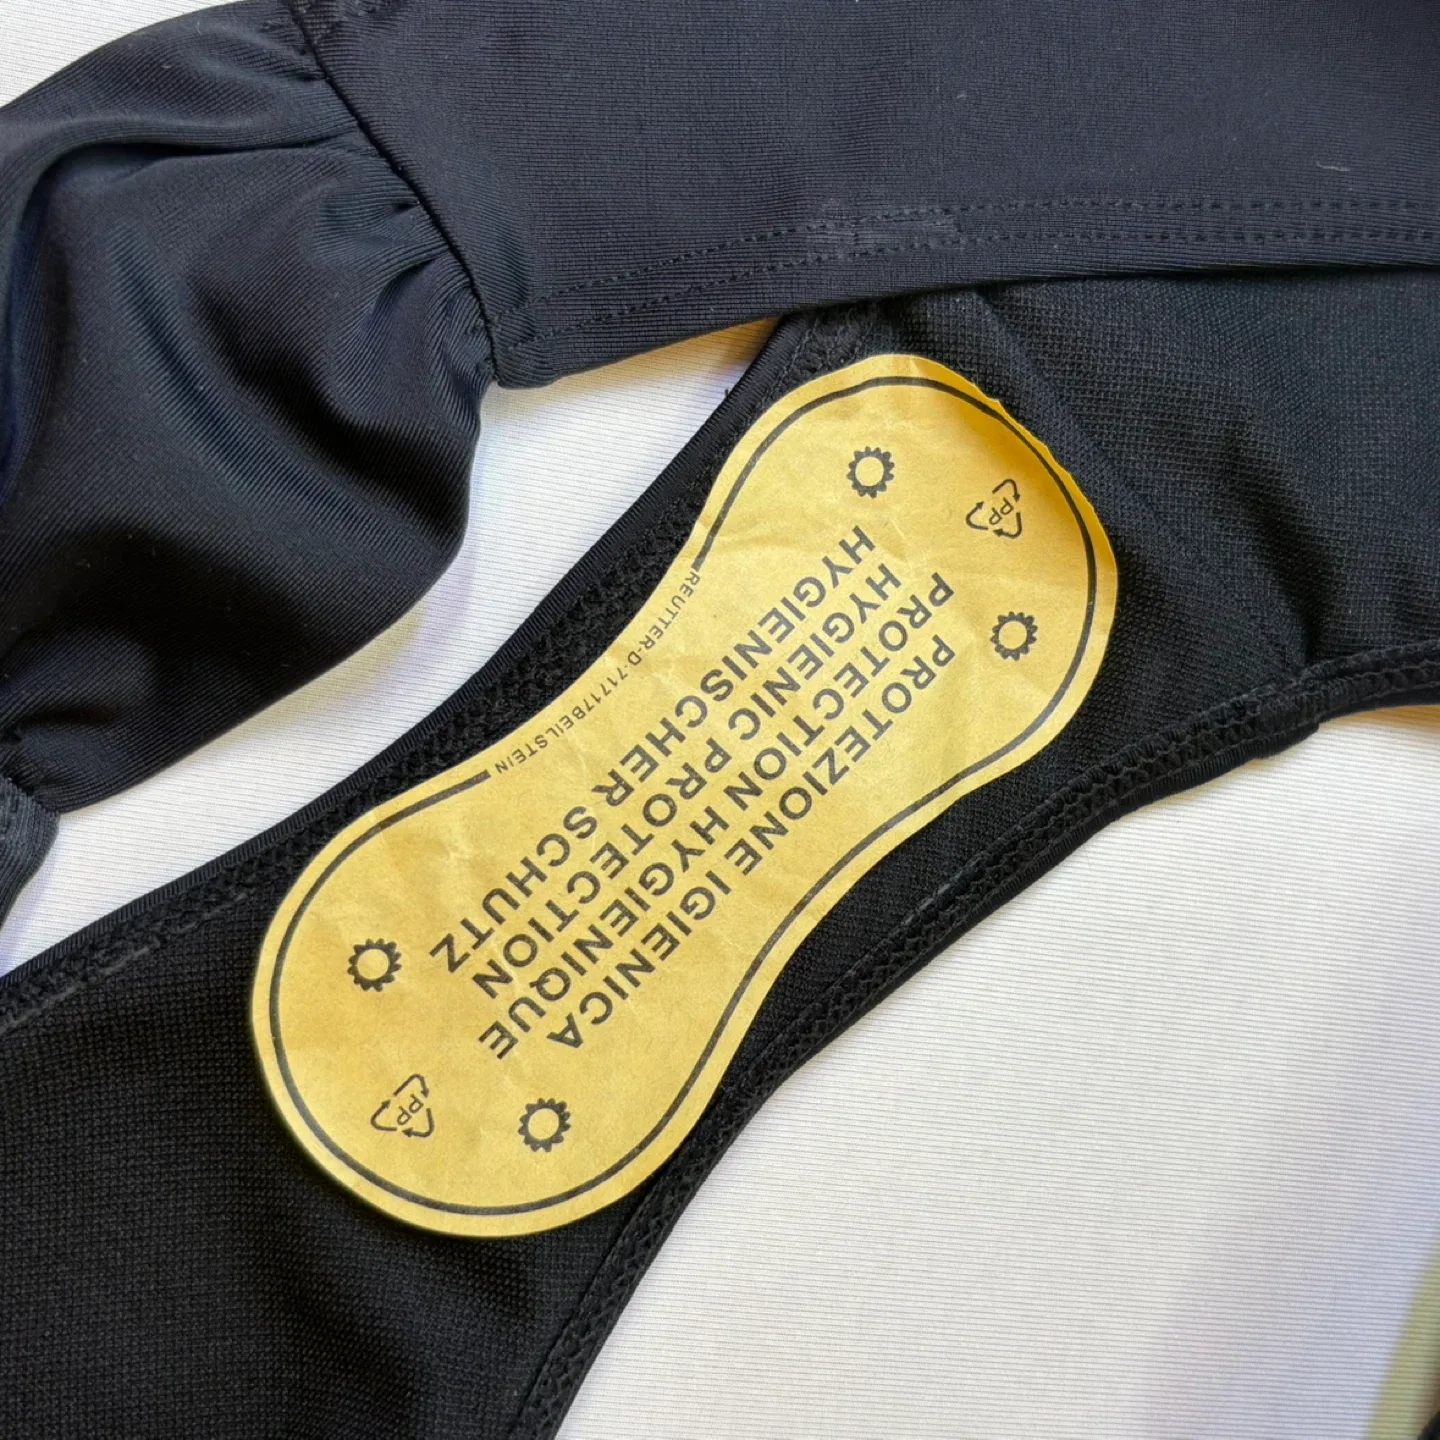 HYGIENISCHER SCHUTZ
HYGIENIC PROTECTION
PROTECTION HYGIENIQUE
PROTEZIONE IGIENICA
REUTTER-D-71717BEILSTEIN
PP
PP